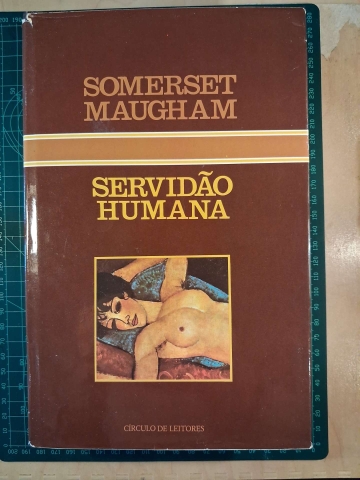 SOMERSET
MAUGHAM
SERVIDÃO
HUMANA
CÍRCULO DE LEITORES